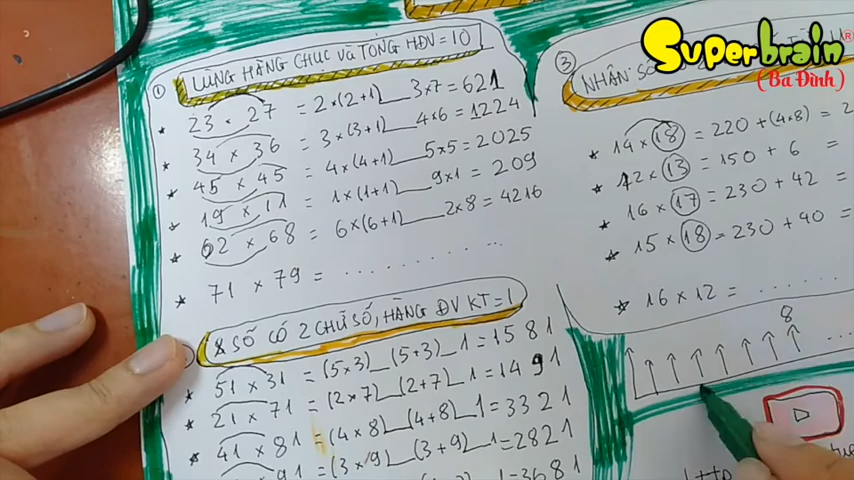 Superbrain®
(Ba Đình)
① CÙNG HÀNG CHỤC VÀ TỔNG HĐV = 10
* 23 × 27 = 2×(2+1)__3×7 = 621
* 34 × 36 = 3×(3+1)__4×6 = 1224
* 45 × 45 = 4×(4+1)__5×5 = 2025
* 19 × 11 = 1×(1+1)__9×1 = 209
* 62 × 68 = 6×(6+1)__2×8 = 4216
* 71 × 79 = ...........
SỐ CÓ 2 CHỮ SỐ, HÀNG ĐV KT = 1
* 51 × 31 = (5×3)_(5+3)_1 = 1581
* 21 × 71 = (2×7)_(2+7)_1 = 1491
* 41 × 81 = (4×8)_(4+8)_1 = 3321
= (3×9)_(3+9)_1 = 2821
1 = 3681
③ NHÂN SỐ
* 14 × 18 = 220 + (4×8) = 2
* 12 × 13 = 150 + 6 =
* 16 × 17 = 230 + 42 =
* 15 × 18 = 230 + 40 =
* 16 × 12 = .......
8